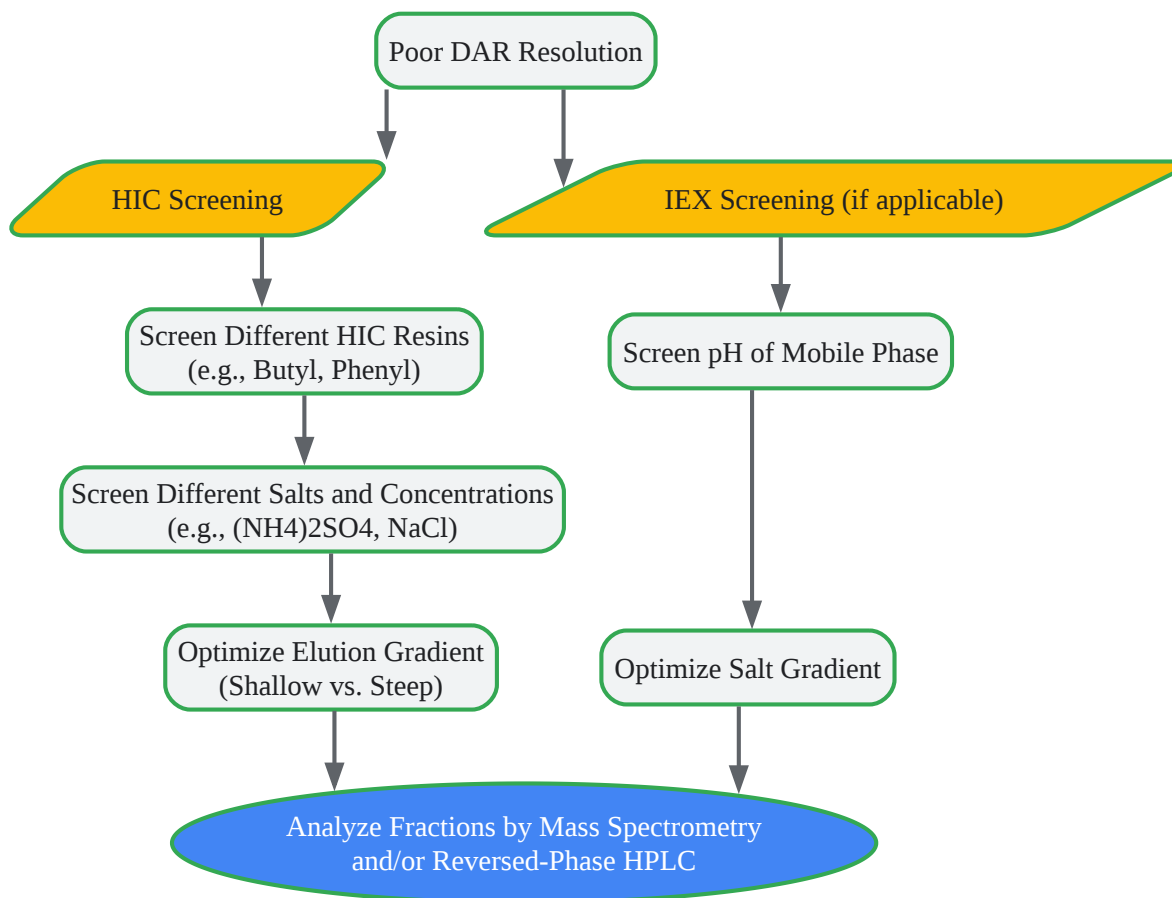 Poor DAR Resolution
HIC Screening
IEX Screening (if applicable)
Screen Different HIC Resins
(e.g., Butyl, Phenyl)
Screen pH of Mobile Phase
Screen Different Salts and Concentrations
(e.g., (NH4)2SO4, NaCl)
Optimize Elution Gradient
(Shallow vs. Steep)
Optimize Salt Gradient
Analyze Fractions by Mass Spectrometry
and/or Reversed-Phase HPLC